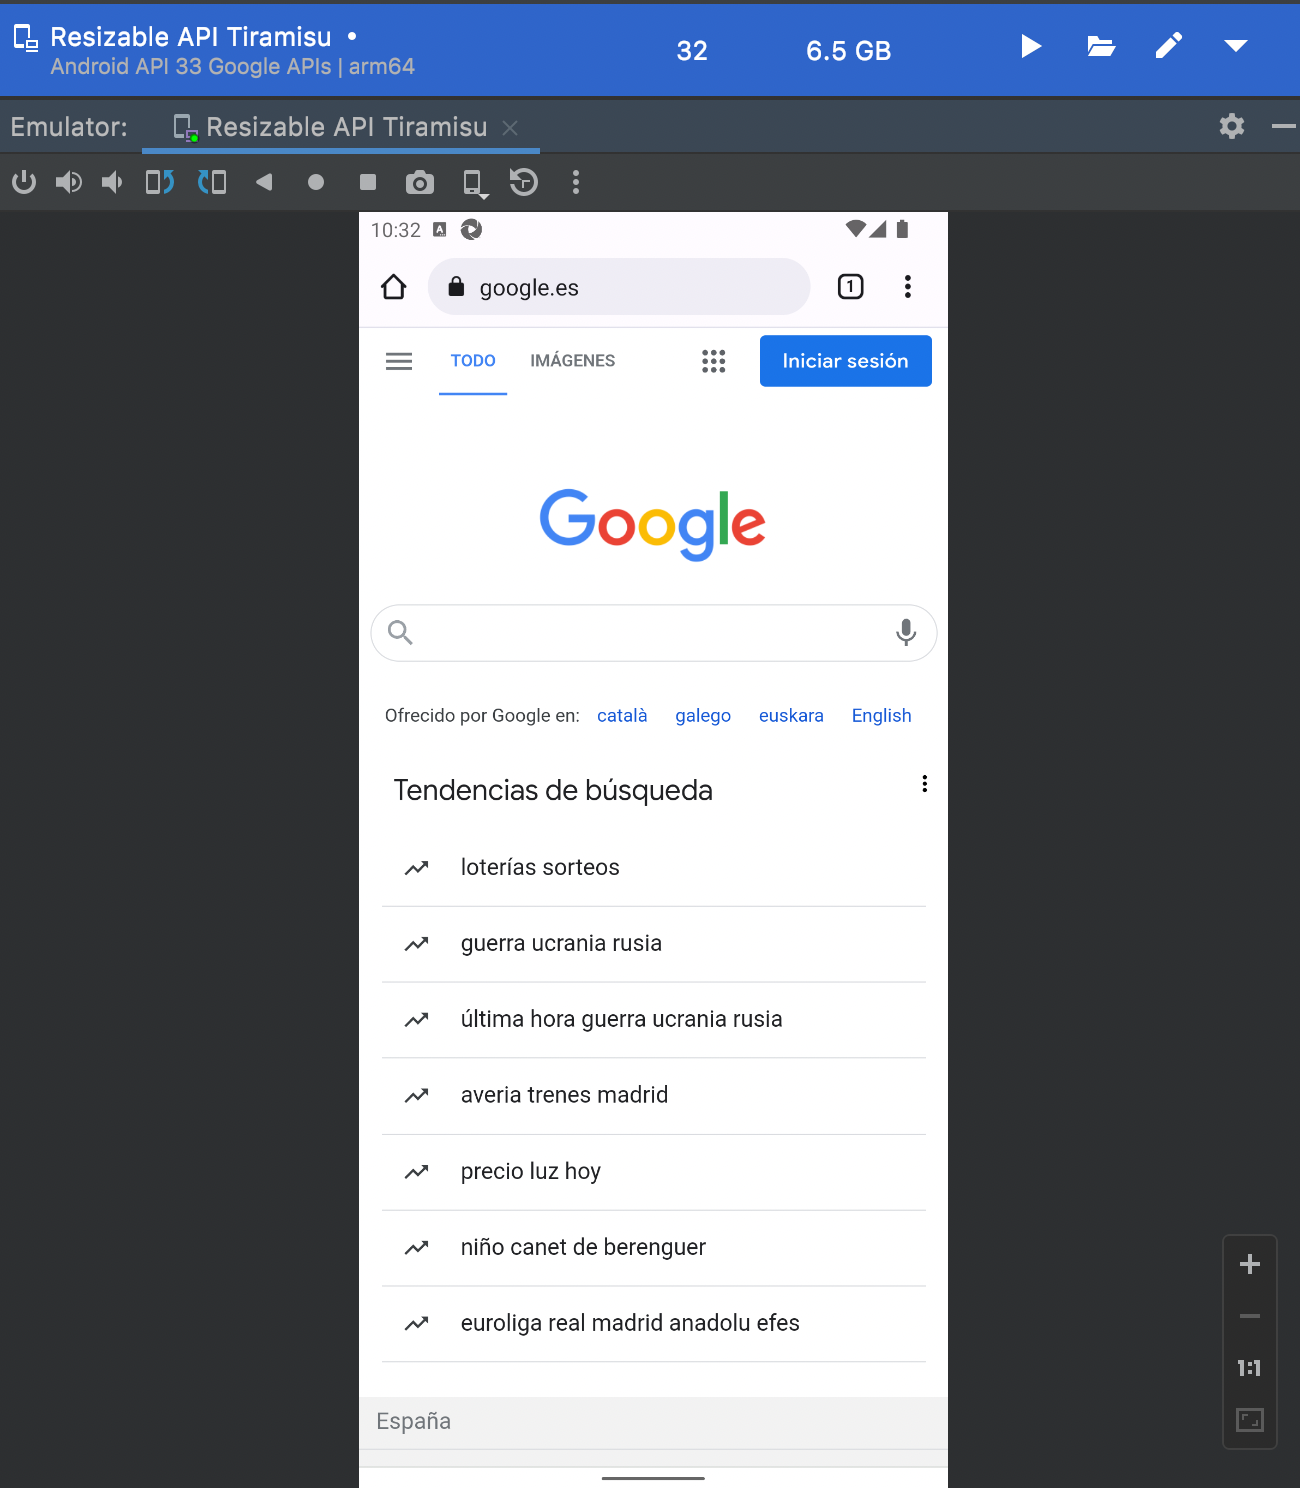 Resizable API Tiramisu •
32
6.5 GB
Android API 33 Google APIs | arm64
Emulator:
Resizable API Tiramisu
10:32
A
google.es
1
TODO
IMÁGENES
Iniciar sesión
Google
Ofrecido por Google en: català galego euskara English
Tendencias de búsqueda
loterías sorteos
guerra ucrania rusia
última hora guerra ucrania rusia
averia trenes madrid
precio luz hoy
niño canet de berenguer
euroliga real madrid anadolu efes
1:1
España